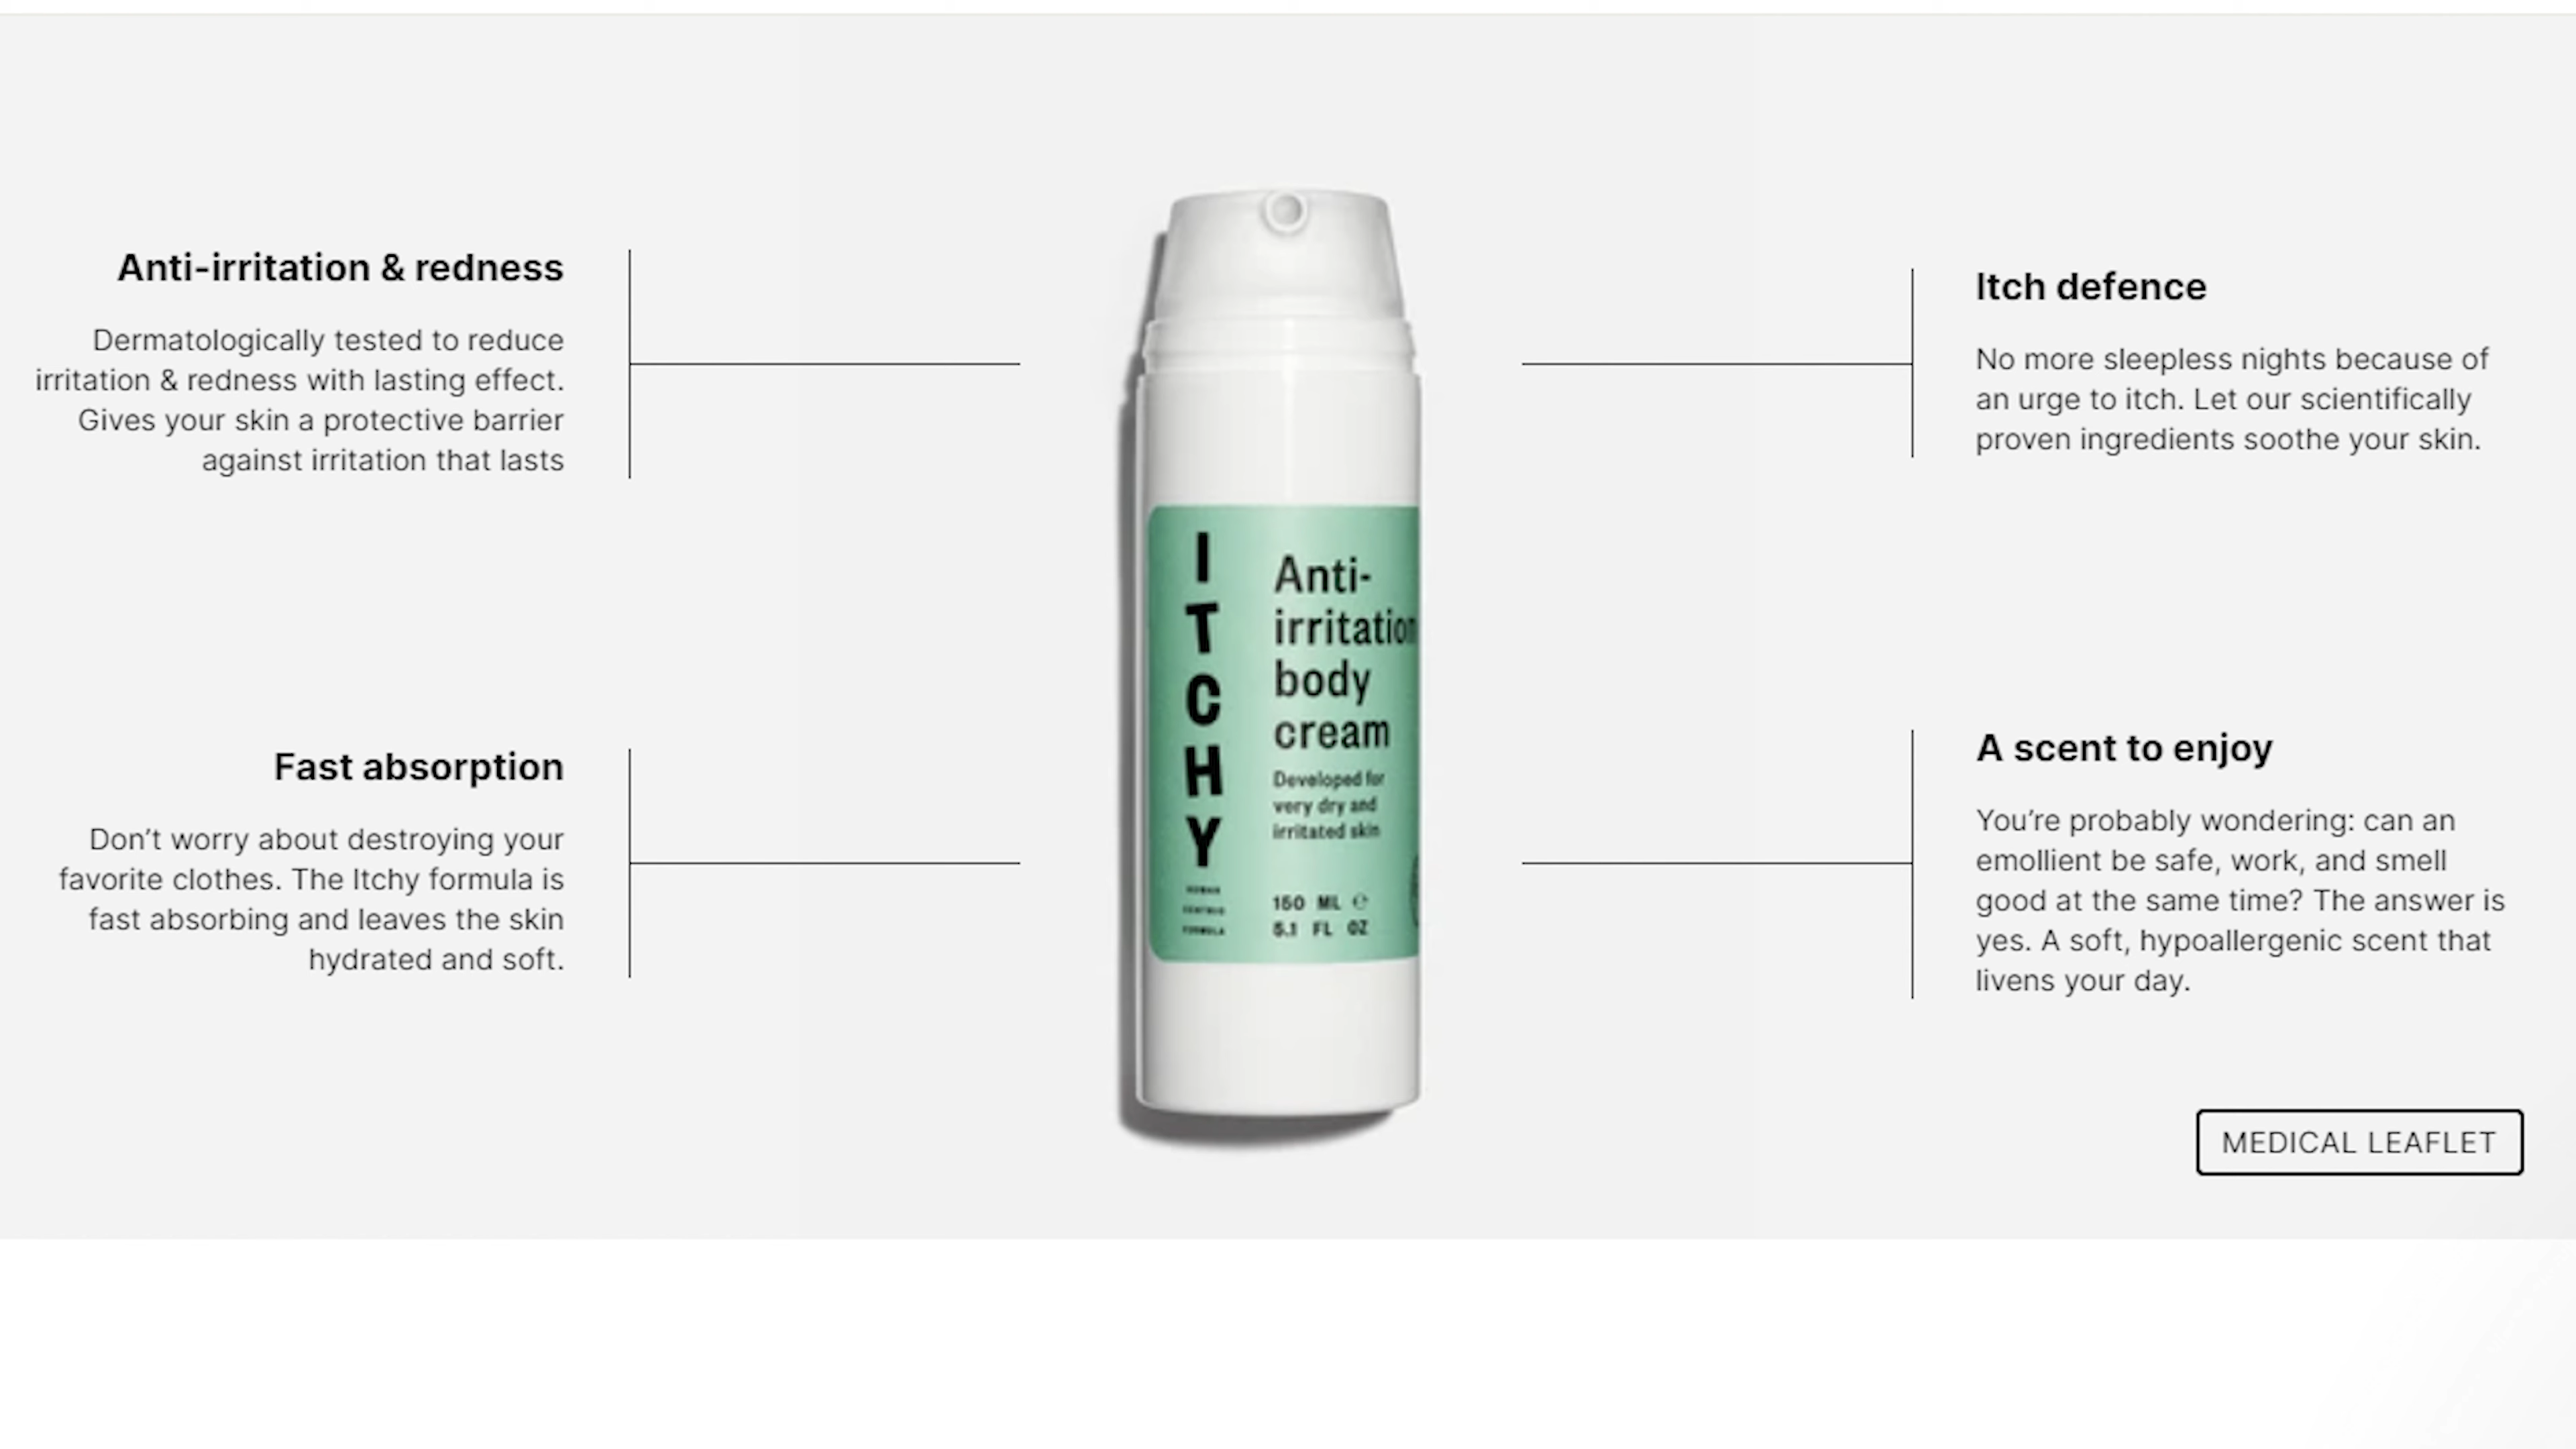 Anti-irritation & redness
Dermatologically tested to reduce
irritation & redness with lasting effect.
Gives your skin a protective barrier
against irritation that lasts
Fast absorption
Don’t worry about destroying your
favorite clothes. The Itchy formula is
fast absorbing and leaves the skin
hydrated and soft.
ITCHY
HUMAN
CENTRIC
FORMULA
Anti-
irritation
body
cream
Developed for
very dry and
irritated skin
150 ML ℮
5.1 FL OZ
Itch defence
No more sleepless nights because of
an urge to itch. Let our scientifically
proven ingredients soothe your skin.
A scent to enjoy
You’re probably wondering: can an
emollient be safe, work, and smell
good at the same time? The answer is
yes. A soft, hypoallergenic scent that
livens your day.
MEDICAL LEAFLET